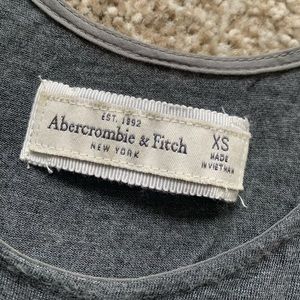 EST. 1892
Abercrombie & Fitch
NEW YORK
XS
MADE
IN VIETNAM